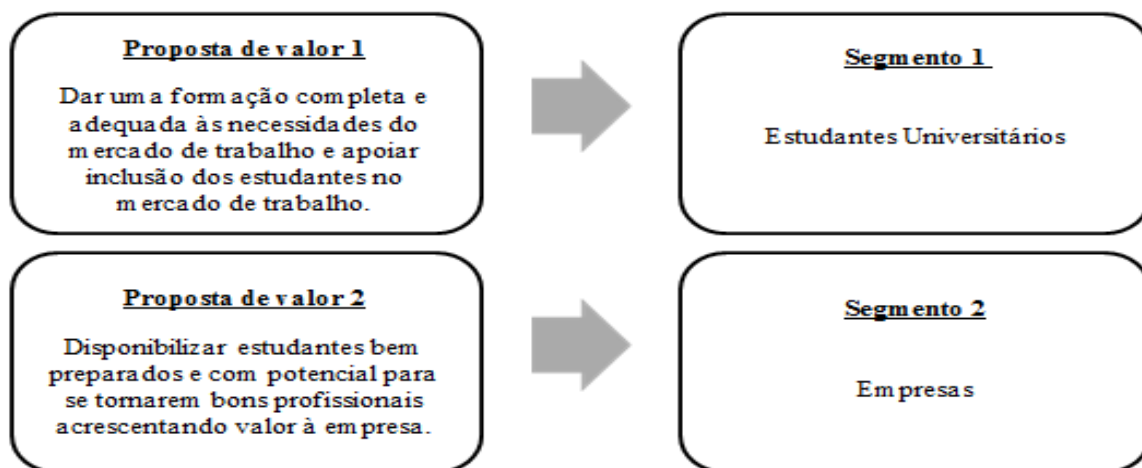 Proposta de valor 1
Dar uma formação completa e
adequada às necessidades do
mercado de trabalho e apoiar
inclusão dos estudantes no
mercado de trabalho.
Segmento 1
Estudantes Universitários
Proposta de valor 2
Disponibilizar estudantes bem
preparados e com potencial para
se tornarem bons profissionais
acrescentando valor à empresa.
Segmento 2
Empresas